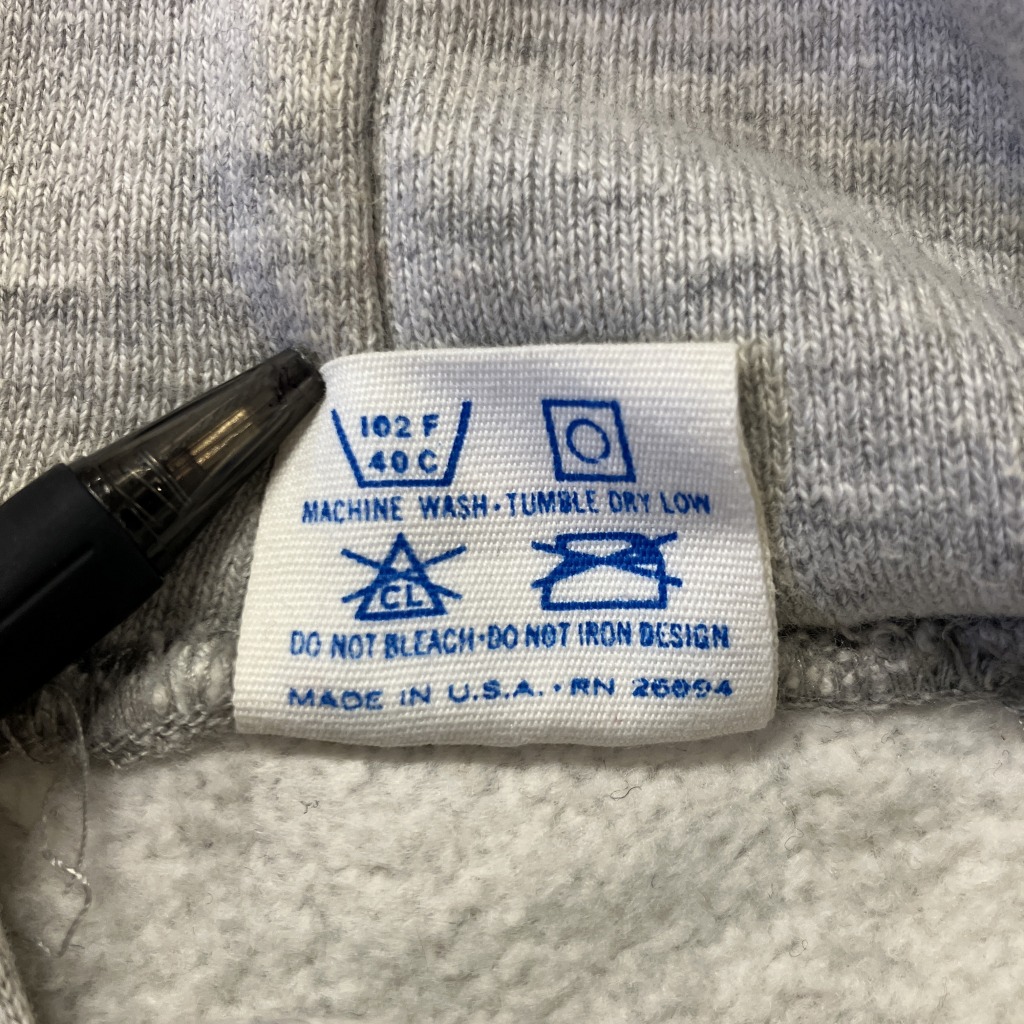 102 F
40 C
MACHINE WASH·TUMBLE DRY LOW
CL
DO NOT BLEACH·DO NOT IRON DESIGN
MADE IN U.S.A.·RN 26094